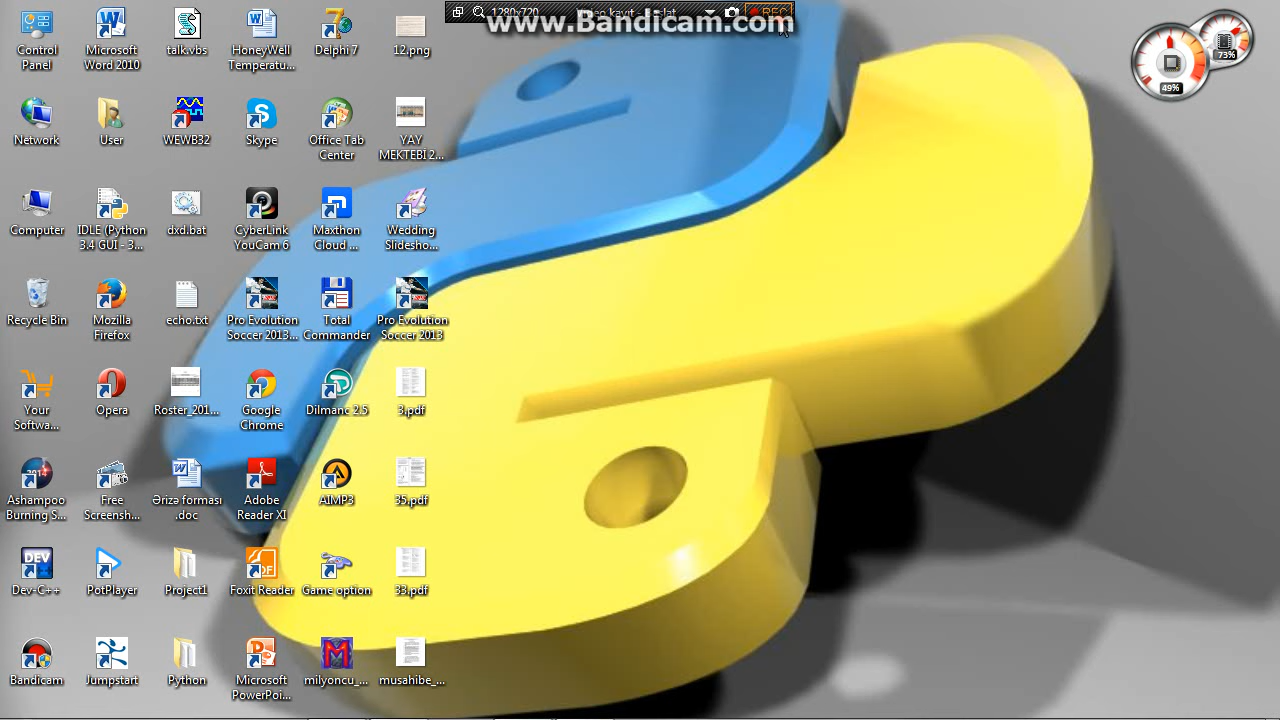 1280x720
www.Bandicam.com
REC
49%
73%
Control
Panel
Microsoft
Word 2010
talk.vbs
HoneyWell
Temperatu...
Delphi 7
12.png
Network
User
WEWB32
Skype
Office Tab
Center
YAY
MEKTEBI 2...
Computer
IDLE (Python
3.4 GUI - 3...
dxd.bat
CyberLink
YouCam 6
Maxthon
Cloud ...
Wedding
Slidesho...
Recycle Bin
Mozilla
Firefox
echo.txt
Pro Evolution
Soccer 2013...
Total
Commander
Pro Evolution
Soccer 2013
Your
Softwa...
Opera
Roster_201...
Google
Chrome
Dilmanc 2.5
3.pdf
Ashampoo
Burning S...
Free
Screensh...
Ərizə forması
.doc
Adobe
Reader XI
AIMP3
35.pdf
DEV
Dev-C++
PotPlayer
Project1
Foxit Reader
Game option
33.pdf
Bandicam
Jumpstart
Python
Microsoft
PowerPoi...
milyoncu_...
musahibe_...